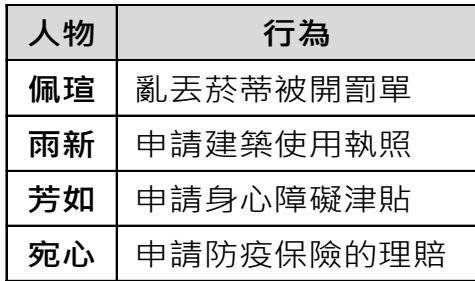 人物 行為
佩瑄 亂丟菸蒂被開罰單
雨新 申請建築使用執照
芳如 申請身心障礙津貼
宛心 申請防疫保險的理賠